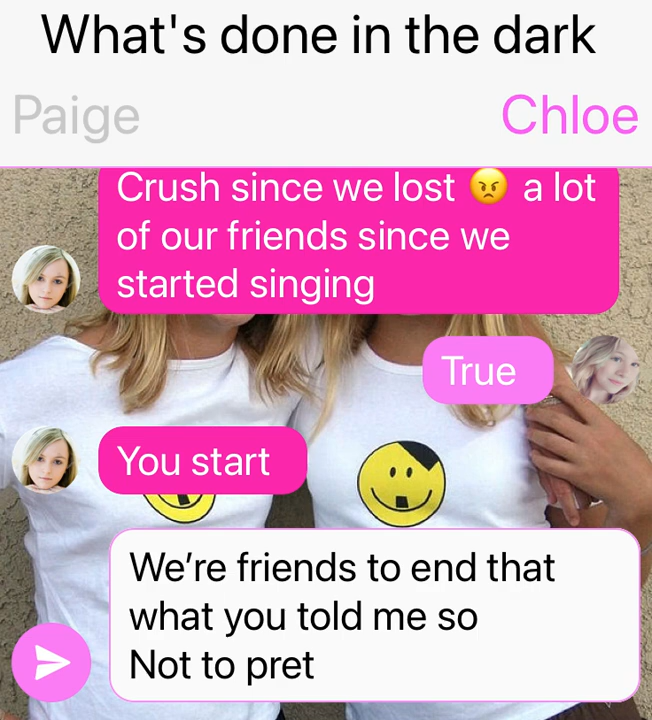 What's done in the dark
Paige
Chloe
Crush since we lost 😠 a lot
of our friends since we
started singing
True
You start
We’re friends to end that
what you told me so
Not to pret